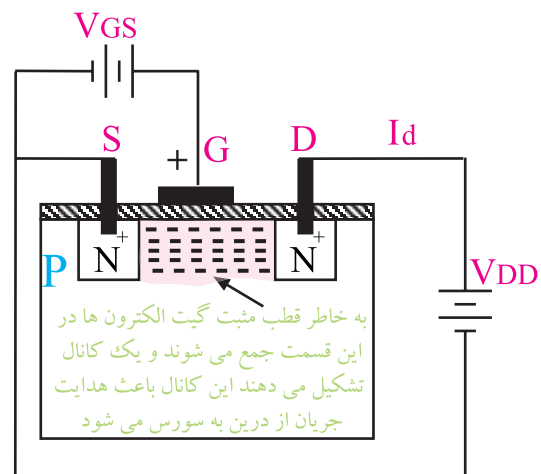 VGS
S
+
G
D
Id
P
N+
N+
VDD
به خاطر قطب مثبت گیت الکترون ها در
این قسمت جمع می شوند و یک کانال
تشکیل می دهند این کانال باعث هدایت
جریان از درین به سورس می شود